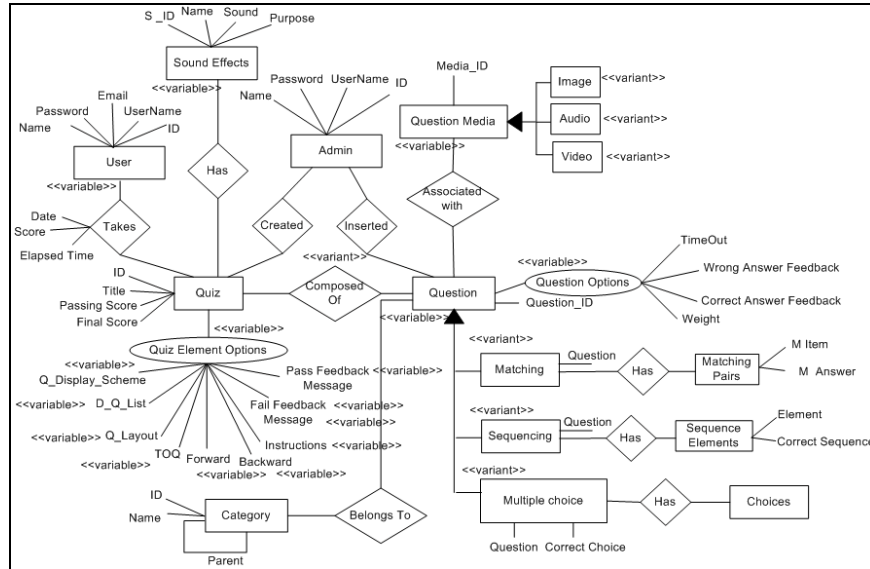 S _ID
Name
Sound
Purpose
Sound Effects
<<variable>>
Password
UserName
Name
ID
Admin
Media_ID
Question Media
<<variable>>
Image
<<variant>>
Audio
<<variant>>
Video
<<variant>>
Email
Password
UserName
Name
ID
User
<<variable>>
Has
Associated
with
Date
Score
Elapsed Time
Takes
Created
Inserted
<<variant>>
ID
Title
Passing Score
Final Score
Quiz
Composed
Of
Question
<<variable>>
Question_ID
<<variable>>
Question Options
TimeOut
Wrong Answer Feedback
Correct Answer Feedback
Weight
<<variable>>
Quiz Element Options
<<variable>>
Q_Display_Scheme
<<variable>>
D_Q_List
<<variable>>
Q_Layout
TOQ
<<variable>>
Forward
<<variable>>
Backward
<<variable>>
Instructions
<<variable>>
Fail Feedback
Message
<<variable>>
<<variable>>
Pass Feedback
Message
<<variable>>
<<variant>>
Matching
Question
Has
Matching
Pairs
M Item
M Answer
<<variant>>
Sequencing
Question
Has
Sequence
Elements
Element
Correct Sequence
<<variant>>
Multiple choice
Question
Correct Choice
Has
Choices
ID
Name
Category
Parent
Belongs To